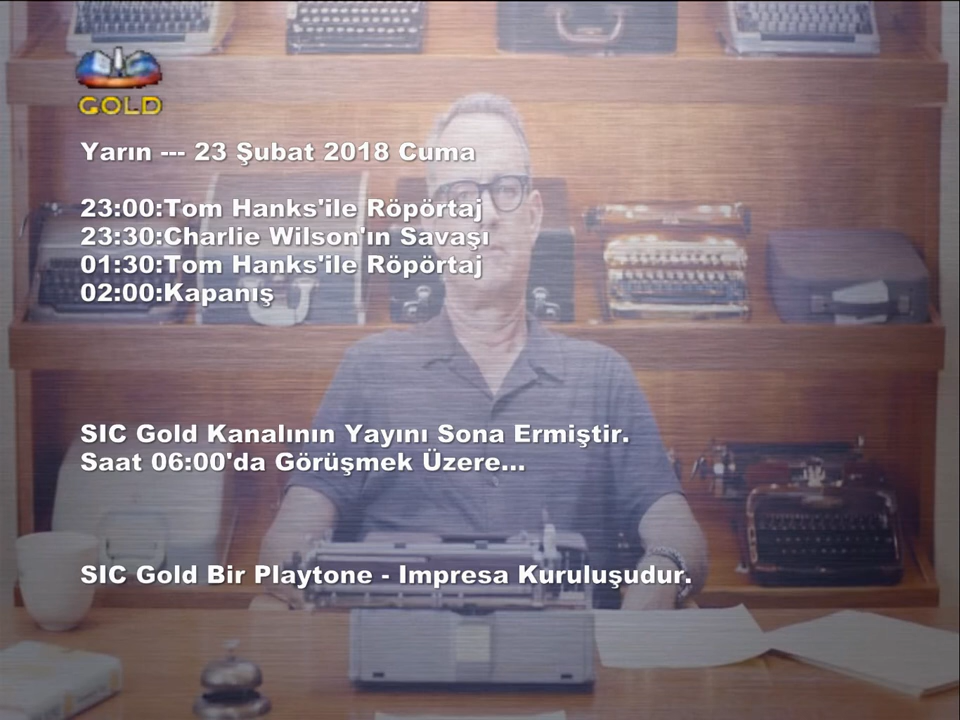 GOLD
Yarın --- 23 Şubat 2018 Cuma
23:00:Tom Hanks'ile Röpörtaj
23:30:Charlie Wilson'ın Savaşı
01:30:Tom Hanks'ile Röpörtaj
02:00:Kapanış
SIC Gold Kanalının Yayını Sona Ermiştir.
Saat 06:00'da Görüşmek Üzere...
SIC Gold Bir Playtone - Impresa Kuruluşudur.